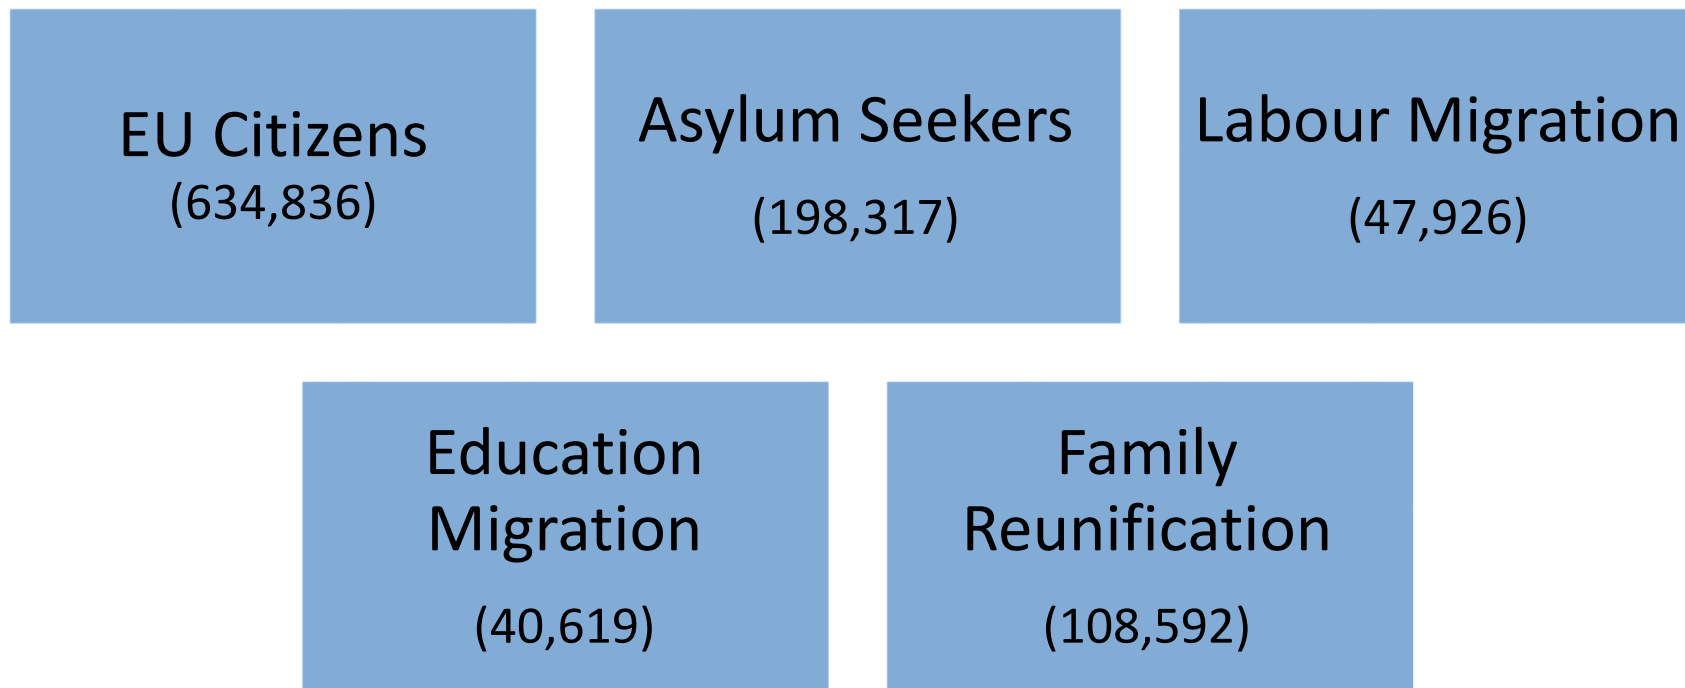 EU Citizens
(634,836)
Asylum Seekers
(198,317)
Labour Migration
(47,926)
Education
Migration
(40,619)
Family
Reunification
(108,592)